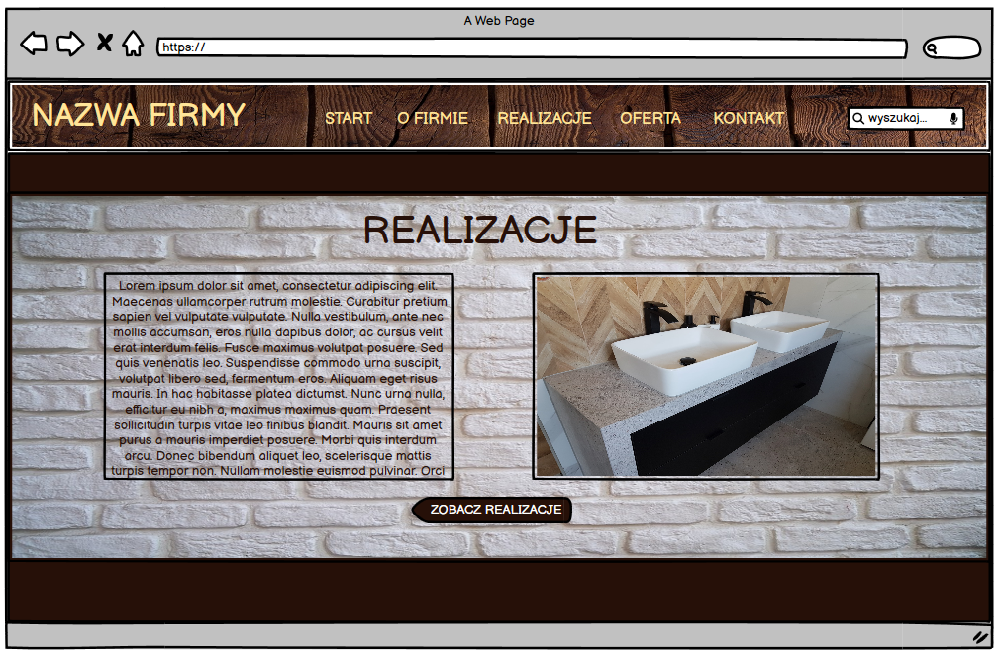 A Web Page
https://
NAZWA FIRMY
START O FIRMIE REALIZACJE OFERTA KONTAKT
wyszukaj...
REALIZACJE
Lorem ipsum dolor sit amet, consectetur adipiscing elit.
Maecenas ullamcorper rutrum molestie. Curabitur pretium
sapien vel vulputate vulputate. Nulla vestibulum, ante nec
mollis accumsan, eros nulla dapibus dolor, ac cursus velit
erat interdum felis. Fusce maximus volutpat posuere. Sed
quis venenatis leo. Suspendisse commodo urna suscipit,
volutpat libero sed, fermentum eros. Aliquam eget risus
mauris. In hac habitasse platea dictumst. Nunc urna nulla,
efficitur eu nibh a, maximus maximus quam. Praesent
sollicitudin turpis vitae leo finibus blandit. Mauris sit amet
purus a mauris imperdiet posuere. Morbi quis interdum
arcu. Donec bibendum aliquet leo, scelerisque mattis
turpis tempor non. Nullam molestie euismod pulvinar. Orci
ZOBACZ REALIZACJE